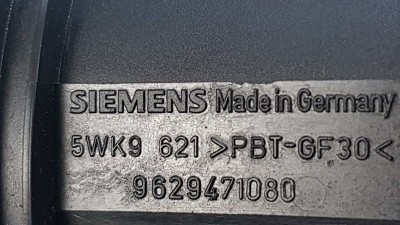 SIEMENS Made in Germany
5WK9 621 >PBT-GF30<
9629471080